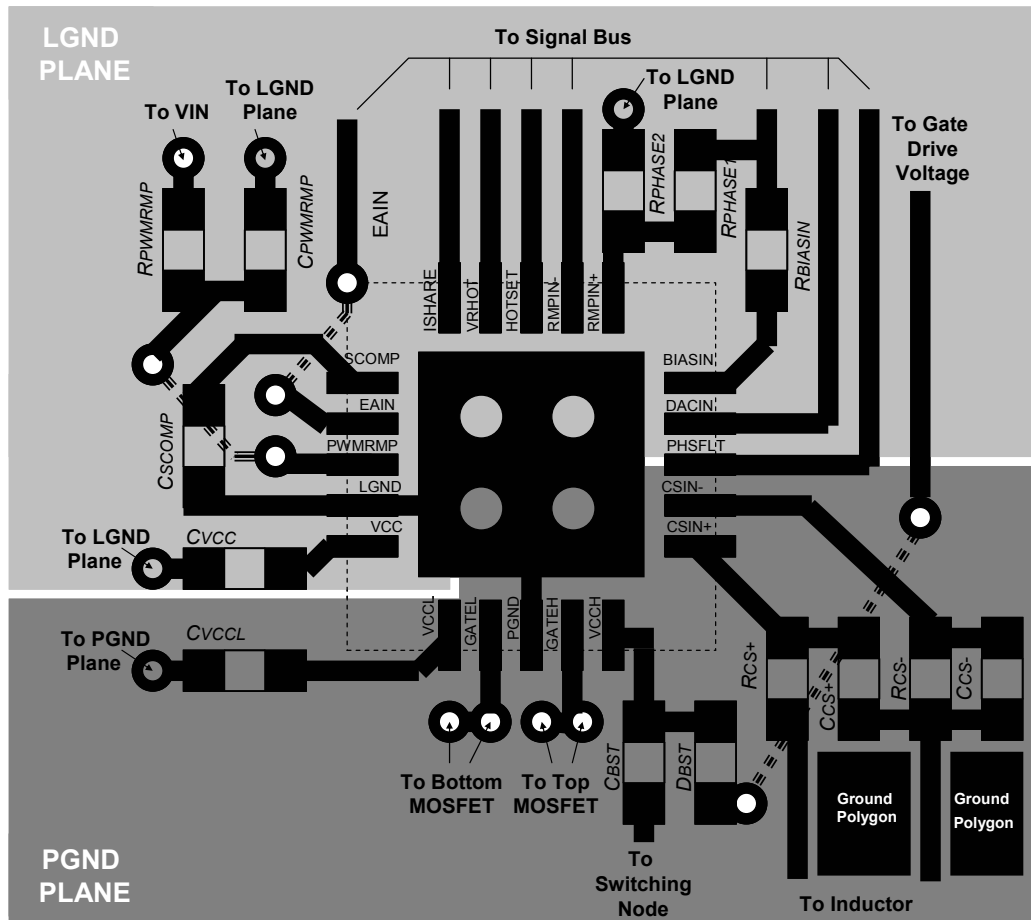 LGND
PLANE
To Signal Bus
To LGND
Plane
To VIN
To LGND
Plane
To Gate
Drive
Voltage
RPWMRMP
CPWMRMP
EAIN
RPHASE2
RPHASE1
RBIASIN
ISHARE
VRHOT
HOTSET
RMPIN-
RMPIN+
SCOMP
EAIN
PWMRMP
LGND
VCC
BIASIN
DACIN
PHSFLT
CSIN-
CSIN+
CSCOMP
To LGND
Plane
CVCC
VCCL
GATEL
PGND
GATEH
VCCH
To PGND
Plane
CVCCL
RCS+
CCS+
RCS-
CCS-
CBST
DBST
To Bottom
MOSFET
To Top
MOSFET
Ground
Polygon
Ground
Polygon
To
Switching
Node
To Inductor
PGND
PLANE